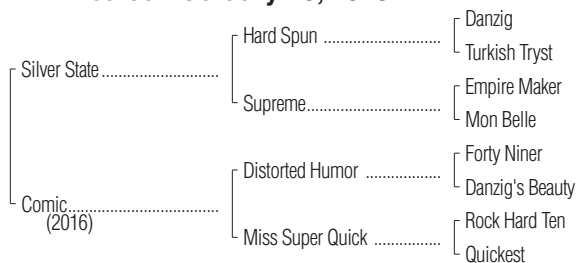 Danzig
Hard Spun
Turkish Tryst
Silver State
Empire Maker
Supreme
Mon Belle
Forty Niner
Distorted Humor
Danzig's Beauty
Comic
(2016)
Rock Hard Ten
Miss Super Quick
Quickest